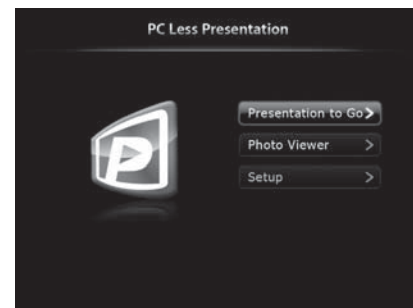 PC Less Presentation
Presentation to Go >
Photo Viewer >
Setup >
P